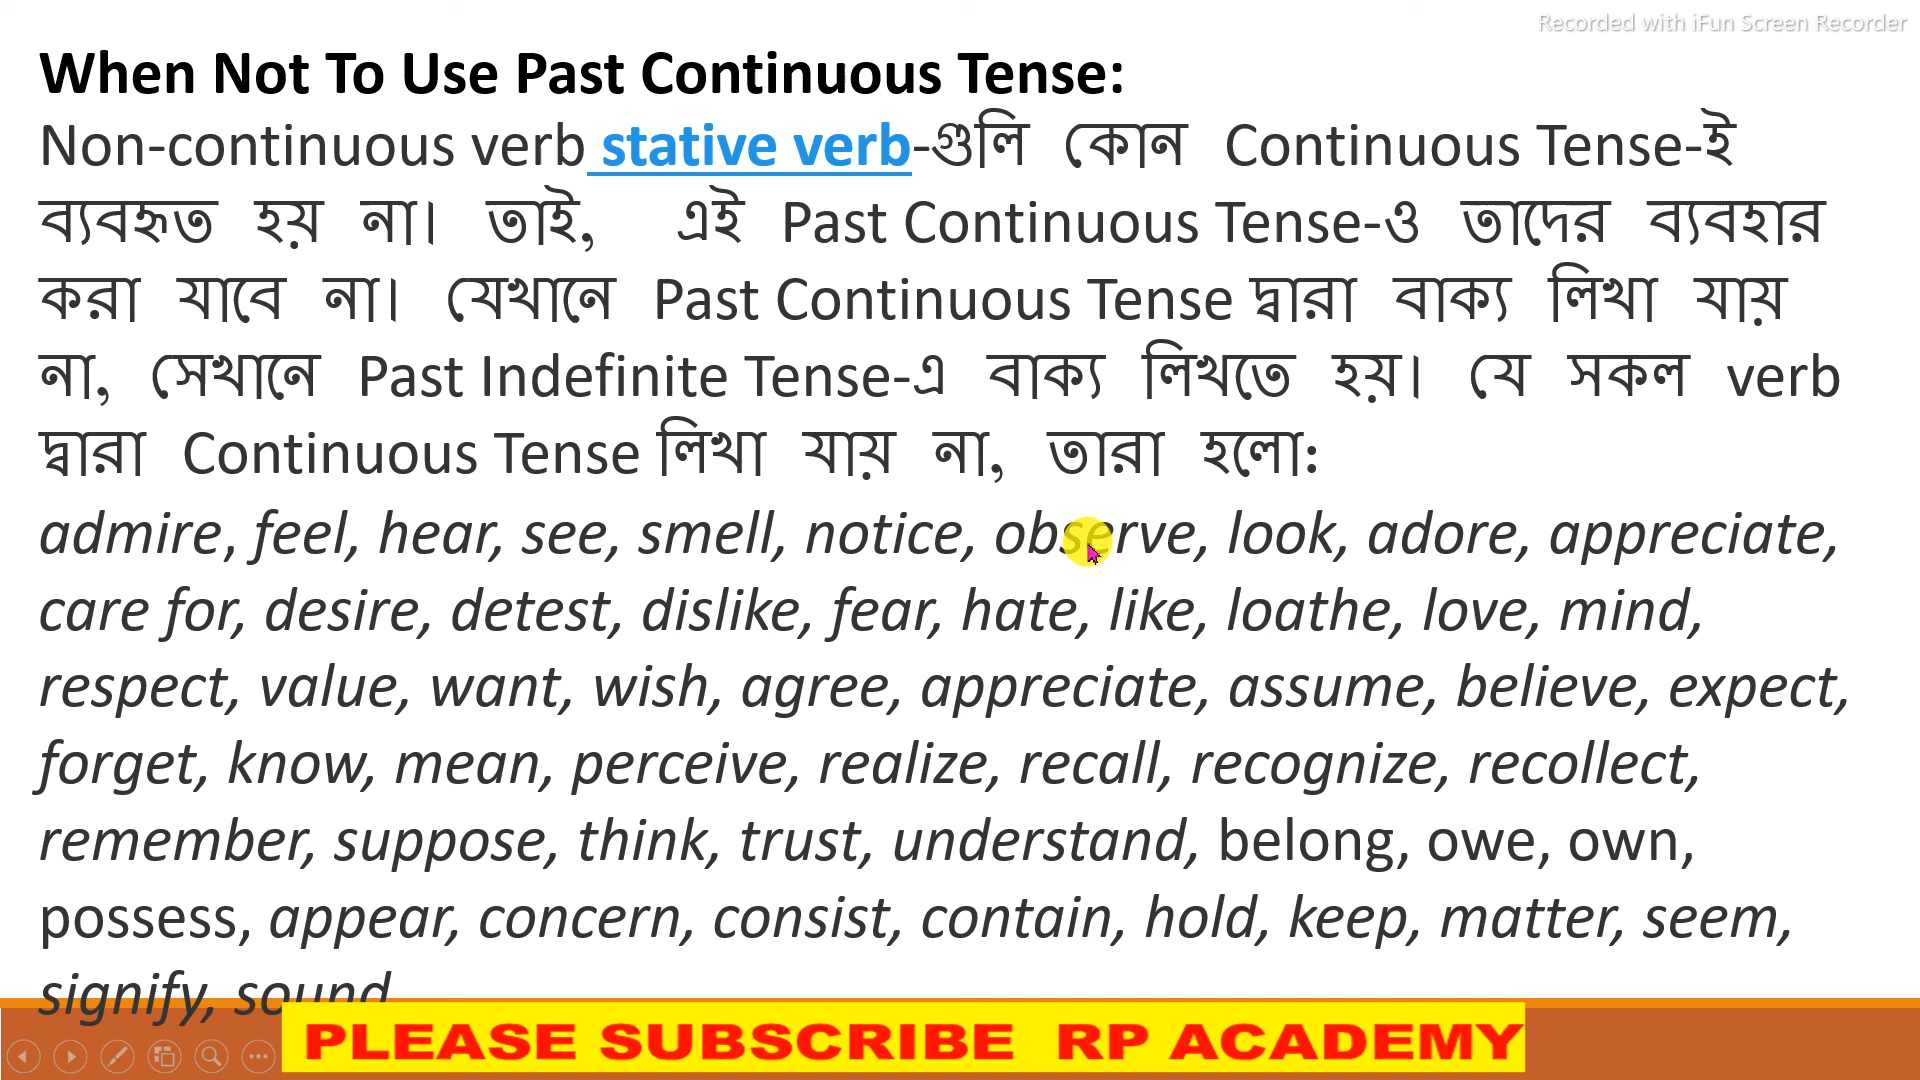 Recorded with iFun Screen Recorder
When Not To Use Past Continuous Tense:
Non-continuous verb stative verb-গুলি কোন Continuous Tense-ই
ব্যবহৃত হয় না। তাই, এই Past Continuous Tense-ও তাদের ব্যবহার
করা যাবে না। যেখানে Past Continuous Tense দ্বারা বাক্য লিখা যায়
না, সেখানে Past Indefinite Tense-এ বাক্য লিখতে হয়। যে সকল verb
দ্বারা Continuous Tense লিখা যায় না, তারা হলো:
admire, feel, hear, see, smell, notice, observe, look, adore, appreciate,
care for, desire, detest, dislike, fear, hate, like, loathe, love, mind,
respect, value, want, wish, agree, appreciate, assume, believe, expect,
forget, know, mean, perceive, realize, recall, recognize, recollect,
remember, suppose, think, trust, understand, belong, owe, own,
possess, appear, concern, consist, contain, hold, keep, matter, seem,
signify, sound
PLEASE SUBSCRIBE RP ACADEMY